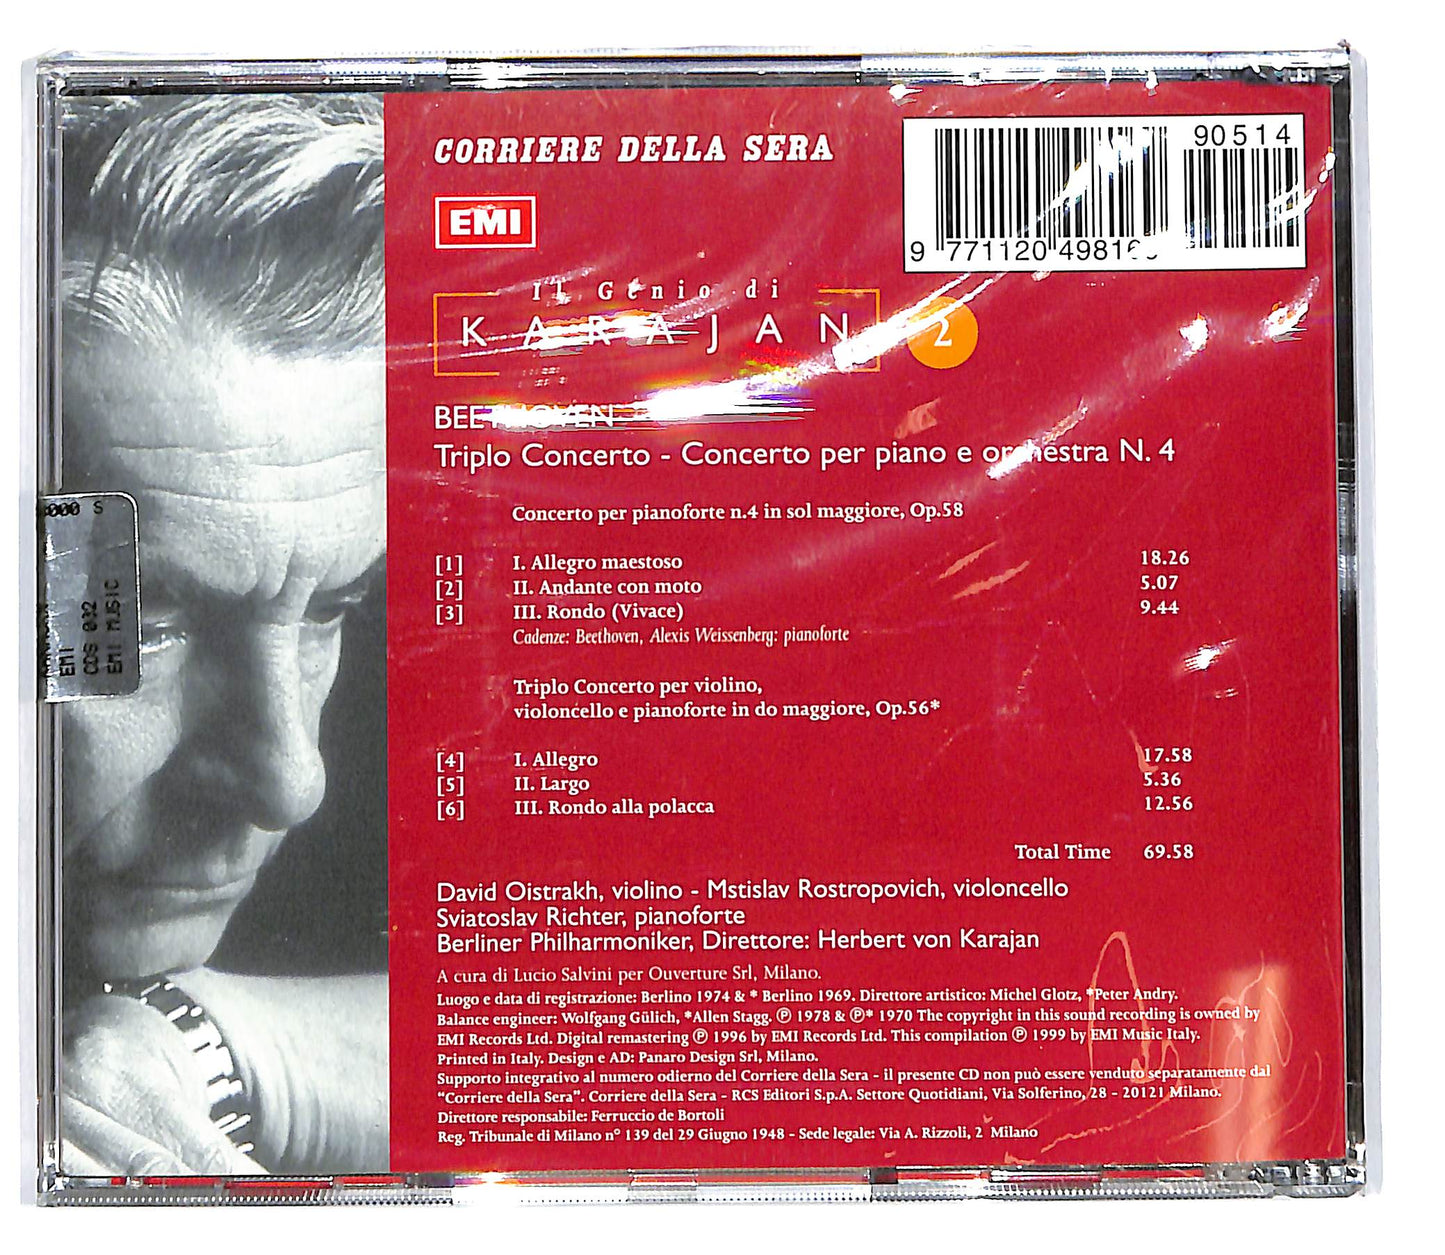 CORRIERE DELLA SERA
90514
9 771120 49816
EMI
Il Genio di
KARAJAN 2
BEETHOVEN
Triplo Concerto - Concerto per piano e orchestra N. 4
Concerto per pianoforte n.4 in sol maggiore, Op.58
[1] I. Allegro maestoso 18.26
[2] II. Andante con moto 5.07
[3] III. Rondo (Vivace) 9.44
Cadenze: Beethoven, Alexis Weissenberg: pianoforte
Triplo Concerto per violino,
violoncello e pianoforte in do maggiore, Op.56*
[4] I. Allegro 17.58
[5] II. Largo 5.36
[6] III. Rondo alla polacca 12.56
Total Time 69.58
David Oistrakh, violino - Mstislav Rostropovich, violoncello
Sviatoslav Richter, pianoforte
Berliner Philharmoniker, Direttore: Herbert von Karajan
A cura di Lucio Salvini per Ouverture Srl, Milano.
Luogo e data di registrazione: Berlino 1974 & * Berlino 1969. Direttore artistico: Michel Glotz, *Peter Andry.
Balance engineer: Wolfgang Gülich, *Allen Stagg. ℗ 1978 & ℗* 1970 The copyright in this sound recording is owned by
EMI Records Ltd. Digital remastering ℗ 1996 by EMI Records Ltd. This compilation ℗ 1999 by EMI Music Italy.
Printed in Italy. Design e AD: Panaro Design Srl, Milano.
Supporto integrativo al numero odierno del Corriere della Sera - il presente CD non può essere venduto separatamente dal
"Corriere della Sera". Corriere della Sera - RCS Editori S.p.A. Settore Quotidiani, Via Solferino, 28 - 20121 Milano.
Direttore responsabile: Ferruccio de Bortoli
Reg. Tribunale di Milano n° 139 del 29 Giugno 1948 - Sede legale: Via A. Rizzoli, 2 Milano
000 S
EMI
CDS 032
EMI MUSIC